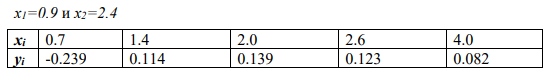 x1=0.9 и x2=2.4
xi 0.7 1.4 2.0 2.6 4.0
yi -0.239 0.114 0.139 0.123 0.082